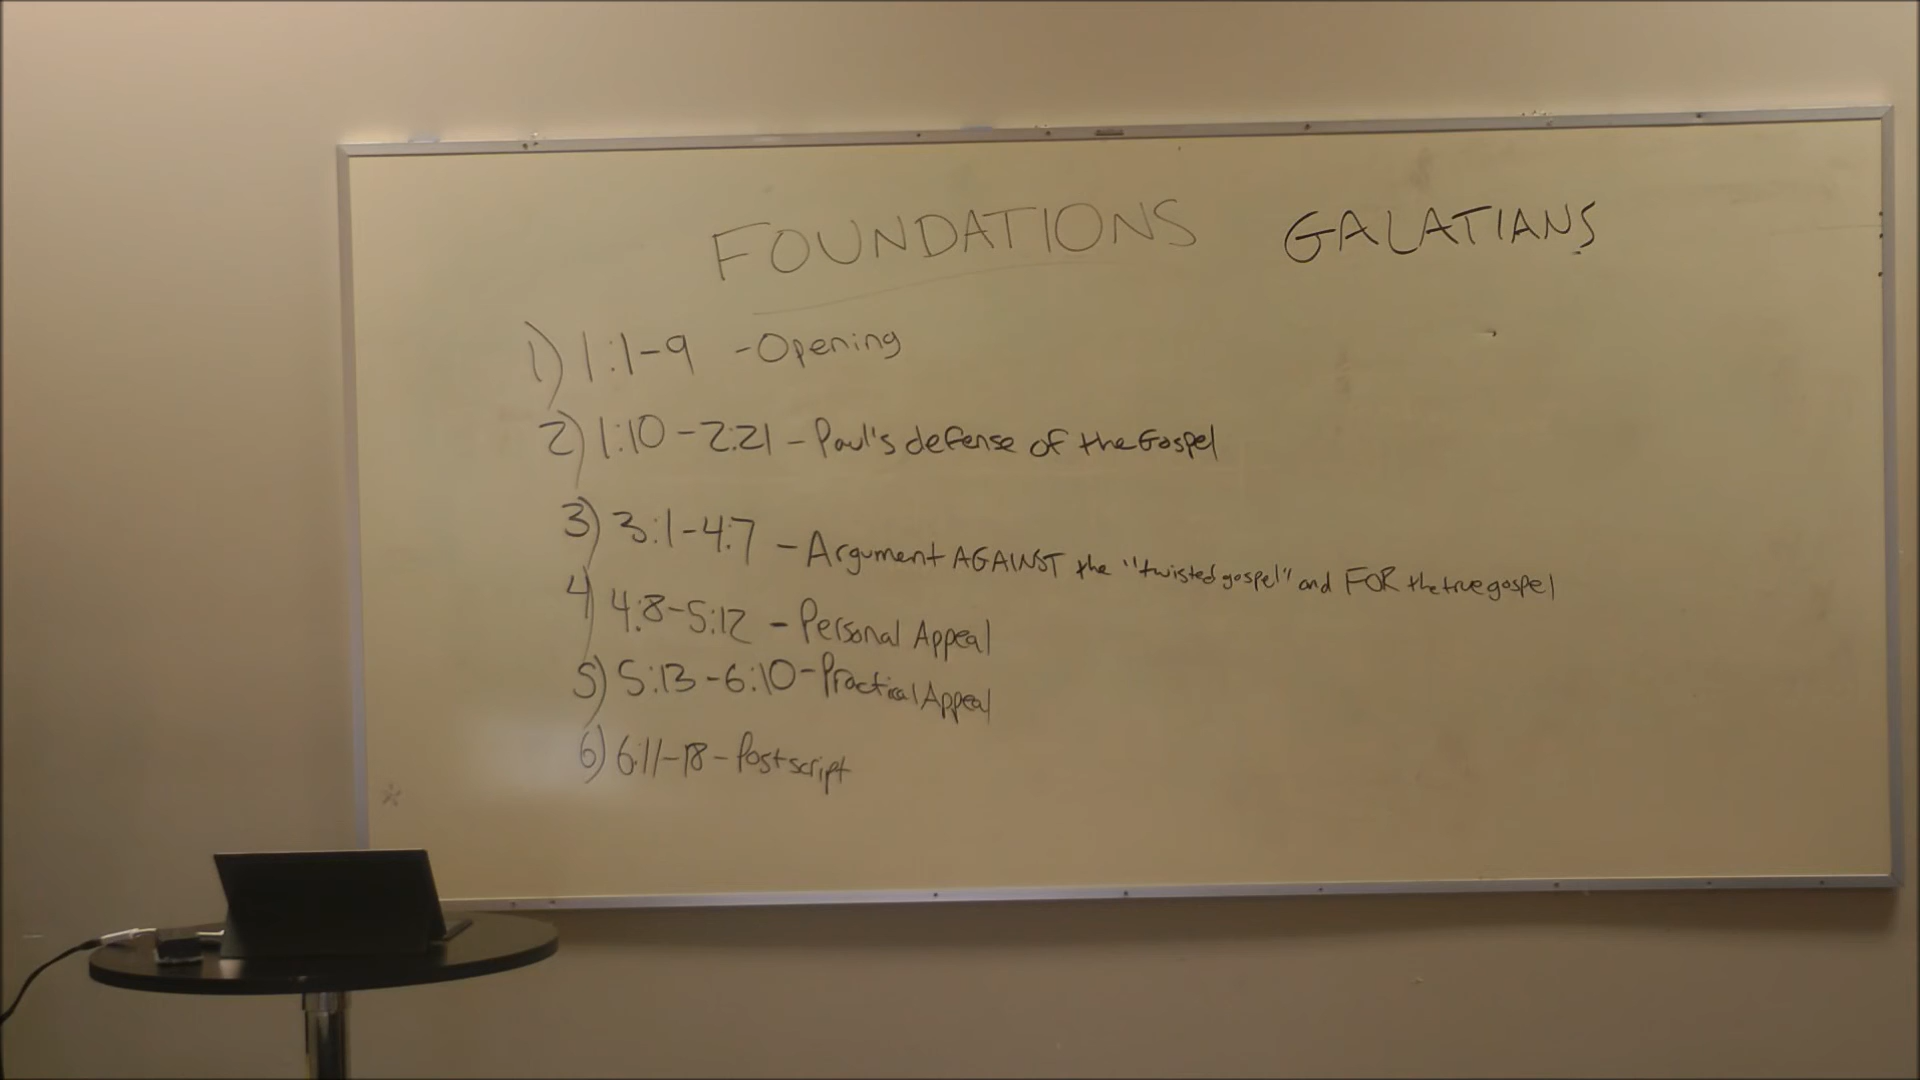 FOUNDATIONS GALATIANS
1) 1:1-9 - Opening
2) 1:10 - 2:21 - Paul's defense of the Gospel
3) 3:1-4:7 - Argument AGAINST the "twisted gospel" and FOR the true gospel
4) 4:8-5:12 - Personal Appeal
5) 5:13-6:10 - Practical Appeal
6) 6:11-18 - Postscript